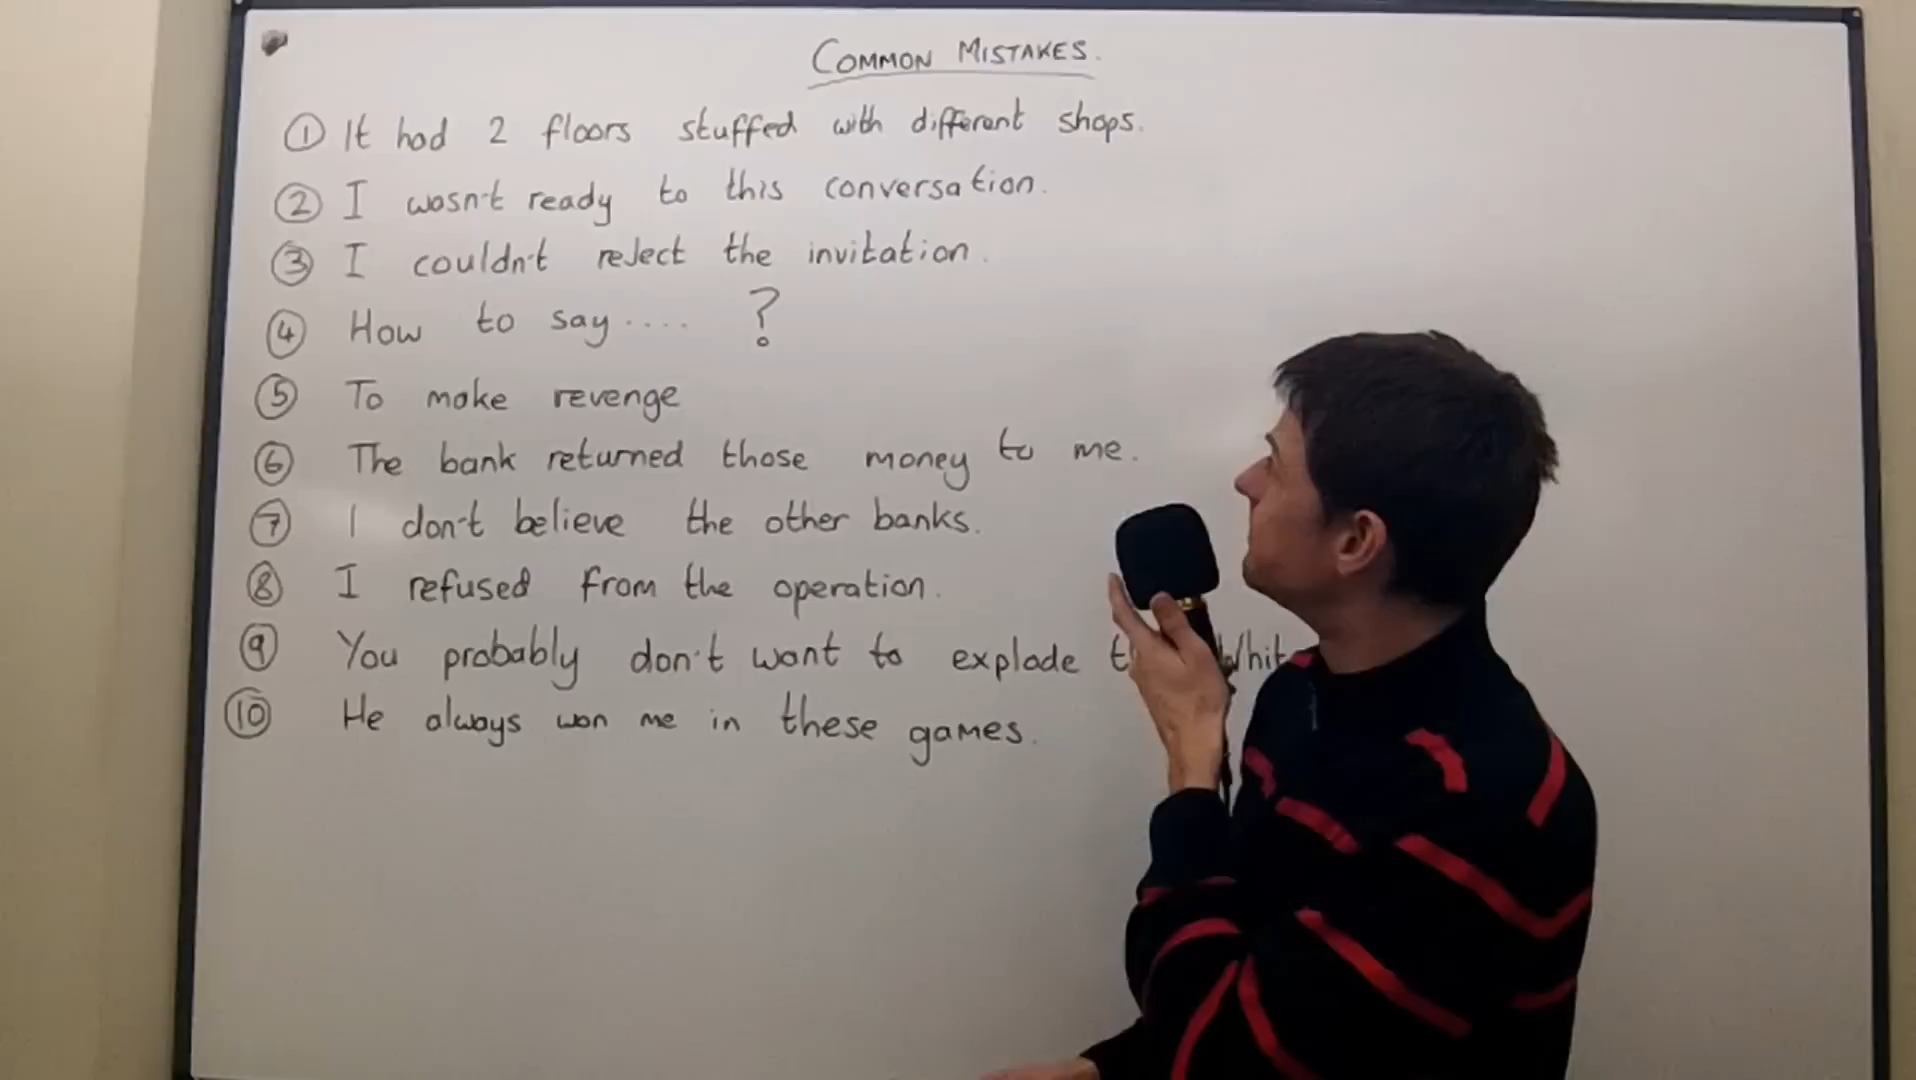 COMMON MISTAKES.
1 It had 2 floors stuffed with different shops.
2 I wasn't ready to this conversation.
3 I couldn't reject the invitation.
4 How to say .... ?
5 To make revenge
6 The bank returned those money to me.
7 I don't believe the other banks.
8 I refused from the operation.
9 You probably don't want to explode
10 He always won me in these games.